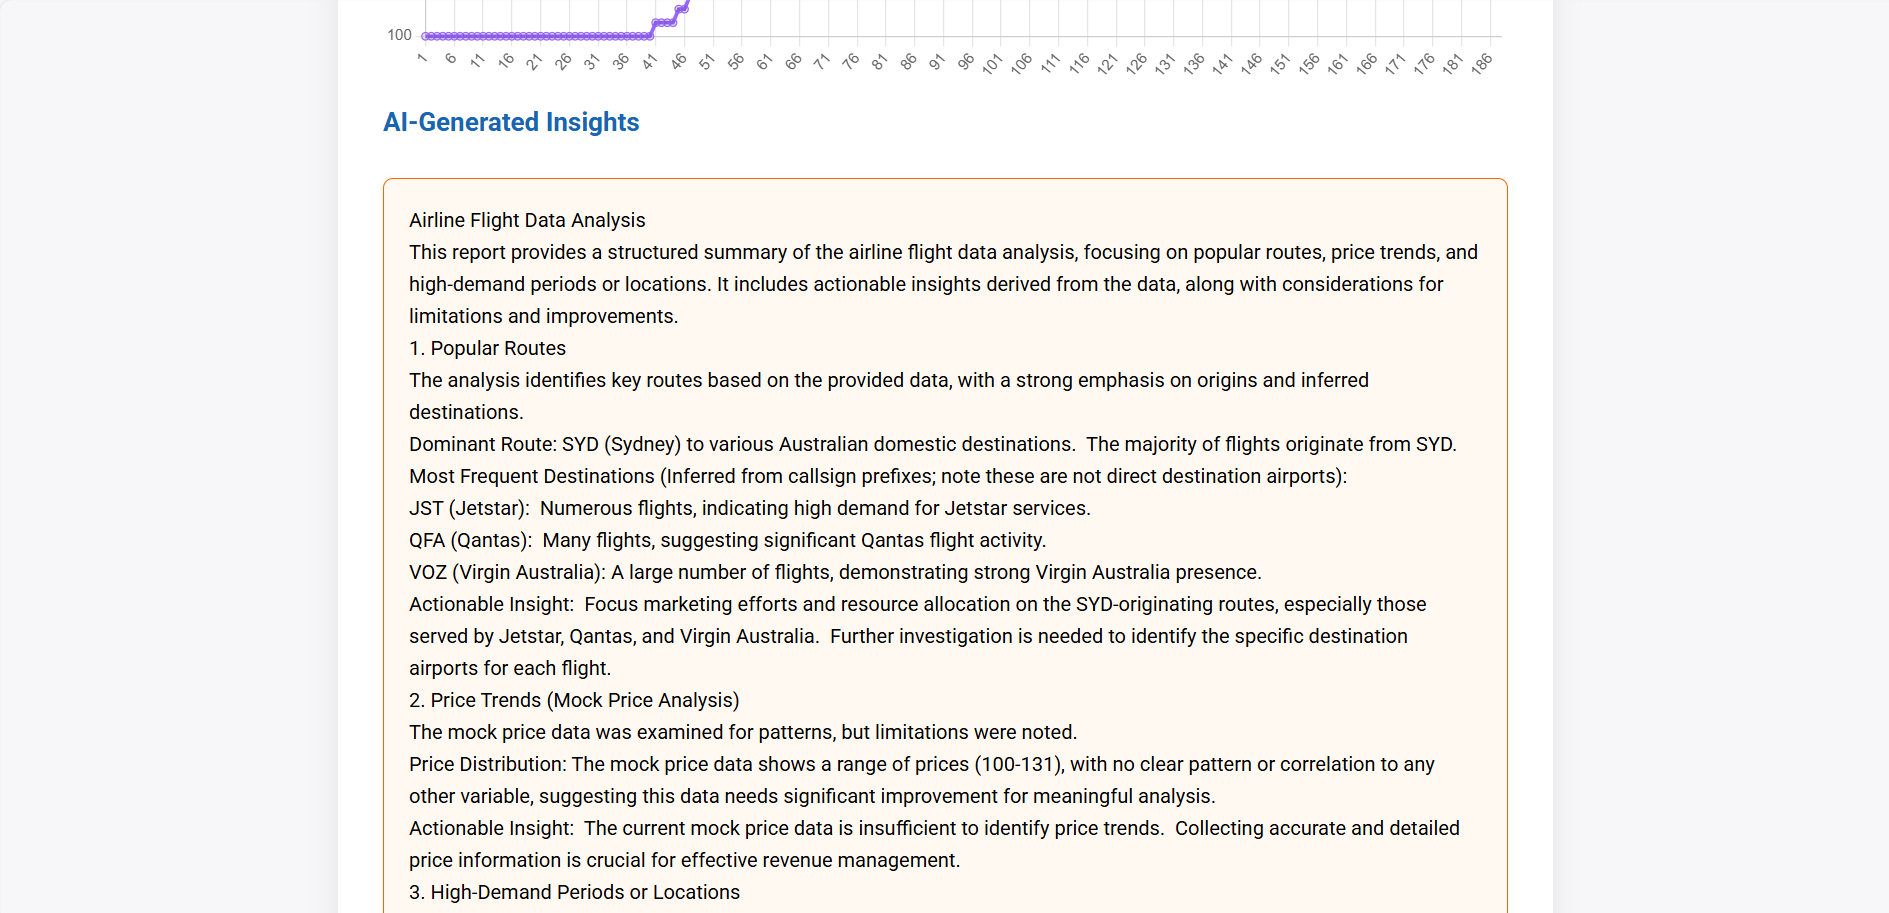 100
1 6 11 16 21 26 31 36 41 46 51 56 61 66 71 76 81 86 91 96 101 106 111 116 121 126 131 136 141 146 151 156 161 166 171 176 181 186
AI-Generated Insights
Airline Flight Data Analysis
This report provides a structured summary of the airline flight data analysis, focusing on popular routes, price trends, and
high-demand periods or locations. It includes actionable insights derived from the data, along with considerations for
limitations and improvements.
1. Popular Routes
The analysis identifies key routes based on the provided data, with a strong emphasis on origins and inferred
destinations.
Dominant Route: SYD (Sydney) to various Australian domestic destinations.  The majority of flights originate from SYD.
Most Frequent Destinations (Inferred from callsign prefixes; note these are not direct destination airports):
JST (Jetstar):  Numerous flights, indicating high demand for Jetstar services.
QFA (Qantas):  Many flights, suggesting significant Qantas flight activity.
VOZ (Virgin Australia): A large number of flights, demonstrating strong Virgin Australia presence.
Actionable Insight:  Focus marketing efforts and resource allocation on the SYD-originating routes, especially those
served by Jetstar, Qantas, and Virgin Australia.  Further investigation is needed to identify the specific destination
airports for each flight.
2. Price Trends (Mock Price Analysis)
The mock price data was examined for patterns, but limitations were noted.
Price Distribution: The mock price data shows a range of prices (100-131), with no clear pattern or correlation to any
other variable, suggesting this data needs significant improvement for meaningful analysis.
Actionable Insight:  The current mock price data is insufficient to identify price trends.  Collecting accurate and detailed
price information is crucial for effective revenue management.
3. High-Demand Periods or Locations